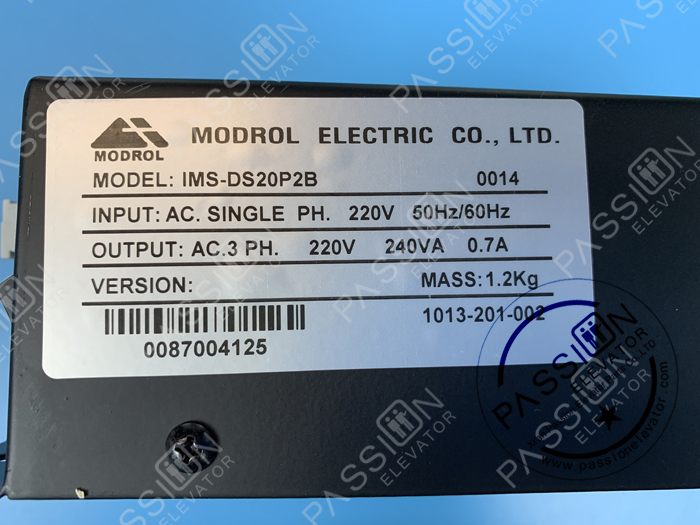 MODROL
MODROL ELECTRIC CO., LTD.
MODEL: IMS-DS20P2B 0014
INPUT: AC. SINGLE PH. 220V 50Hz/60Hz
OUTPUT: AC.3 PH. 220V 240VA 0.7A
VERSION: MASS:1.2Kg
1013-201-002
0087004125
PASSION
ELEVATOR
www.passionelevator.com